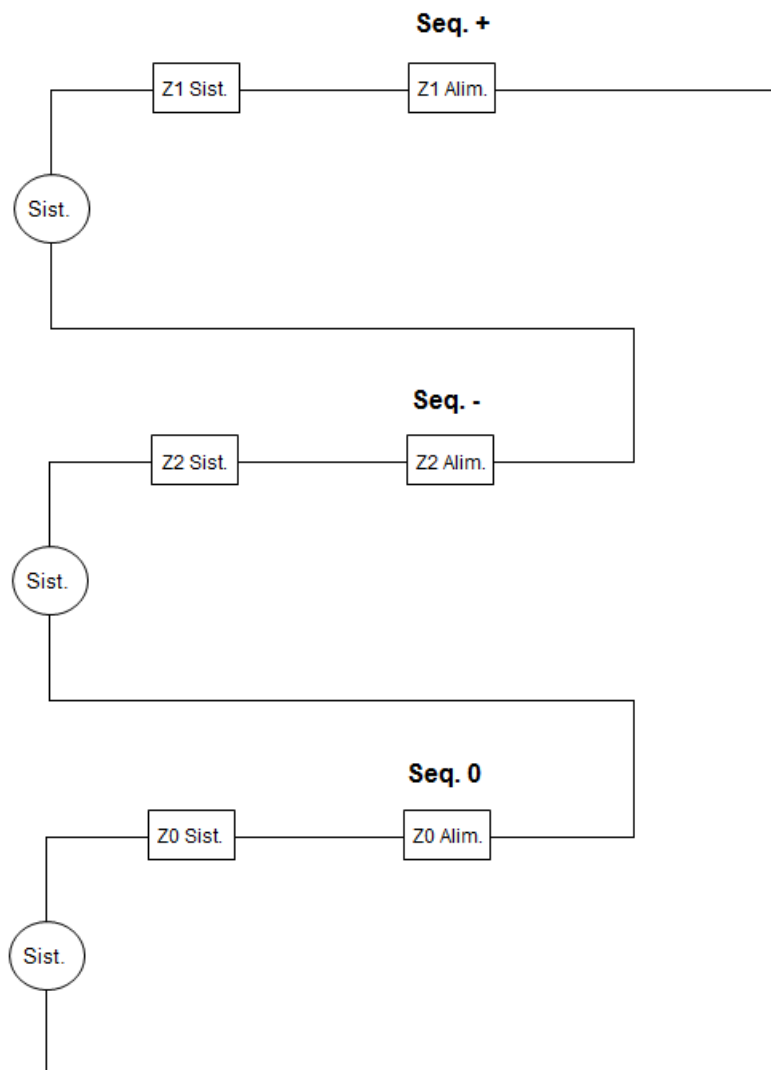 Seq. +
Z1 Sist. Z1 Alim.
Sist.
Seq. -
Z2 Sist. Z2 Alim.
Sist.
Seq. 0
Z0 Sist. Z0 Alim.
Sist.